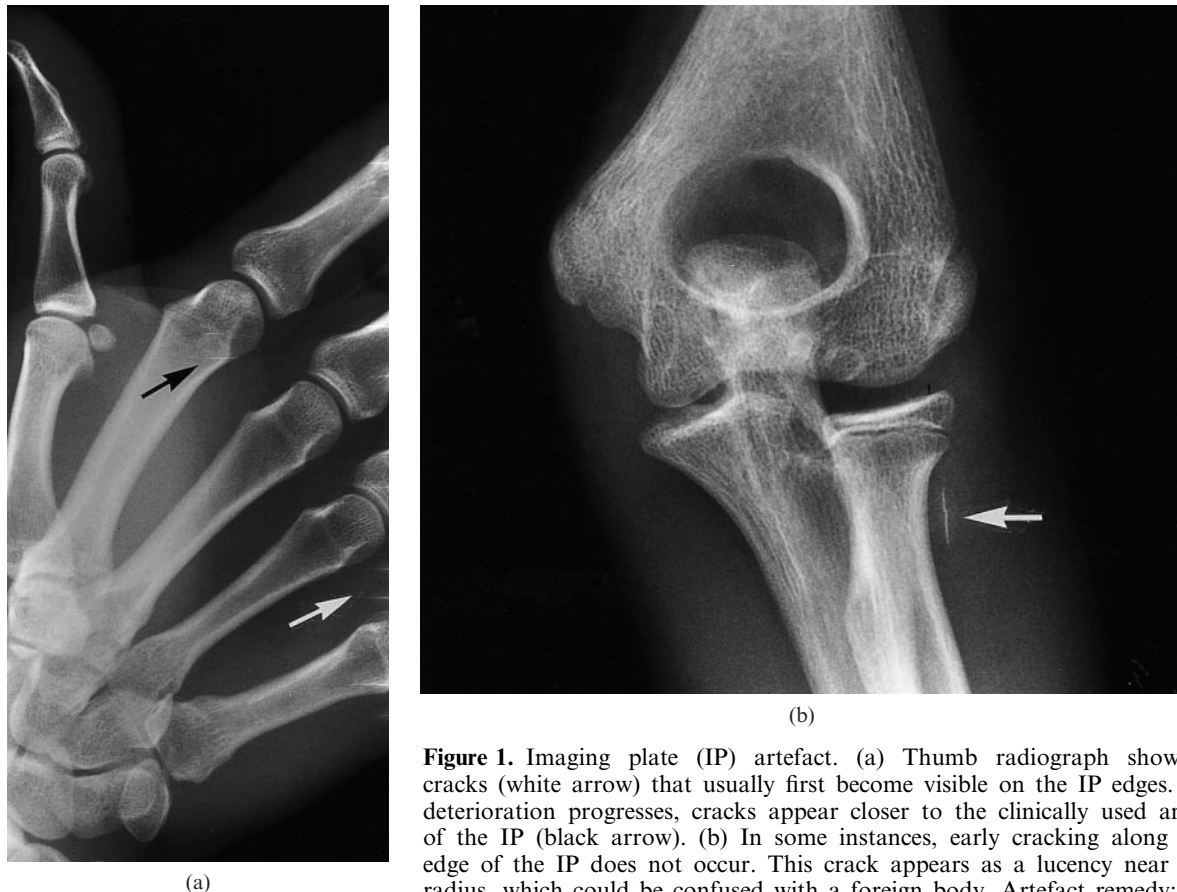 (a)
(b)
Figure 1. Imaging plate (IP) artefact. (a) Thumb radiograph show
cracks (white arrow) that usually first become visible on the IP edges.
deterioration progresses, cracks appear closer to the clinically used ar
of the IP (black arrow). (b) In some instances, early cracking along
edge of the IP does not occur. This crack appears as a lucency near
radius, which could be confused with a foreign body. Artefact remedy: